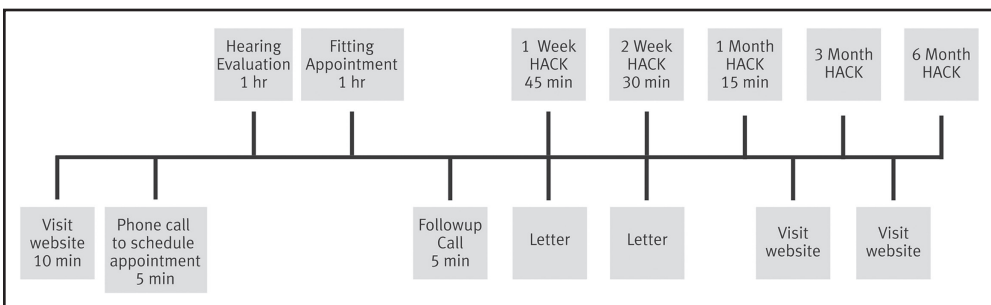 Hearing
Evaluation
1 hr
Fitting
Appointment
1 hr
1 Week
HACK
45 min
2 Week
HACK
30 min
1 Month
HACK
15 min
3 Month
HACK
6 Month
HACK
Visit
website
10 min
Phone call
to schedule
appointment
5 min
Followup
Call
5 min
Letter
Letter
Visit
website
Visit
website